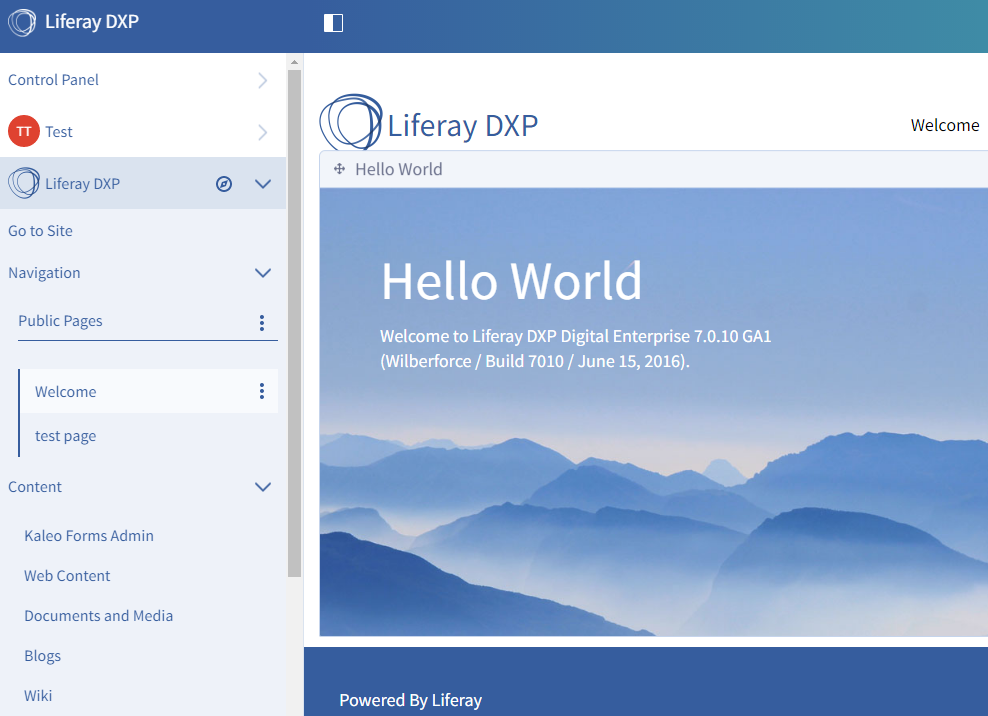 Liferay DXP
Control Panel
TT Test
Liferay DXP
Go to Site
Navigation
Public Pages
Welcome
test page
Content
Kaleo Forms Admin
Web Content
Documents and Media
Blogs
Wiki
Liferay DXP
Welcome
Hello World
Hello World
Welcome to Liferay DXP Digital Enterprise 7.0.10 GA1
(Wilberforce / Build 7010 / June 15, 2016).
Powered By Liferay